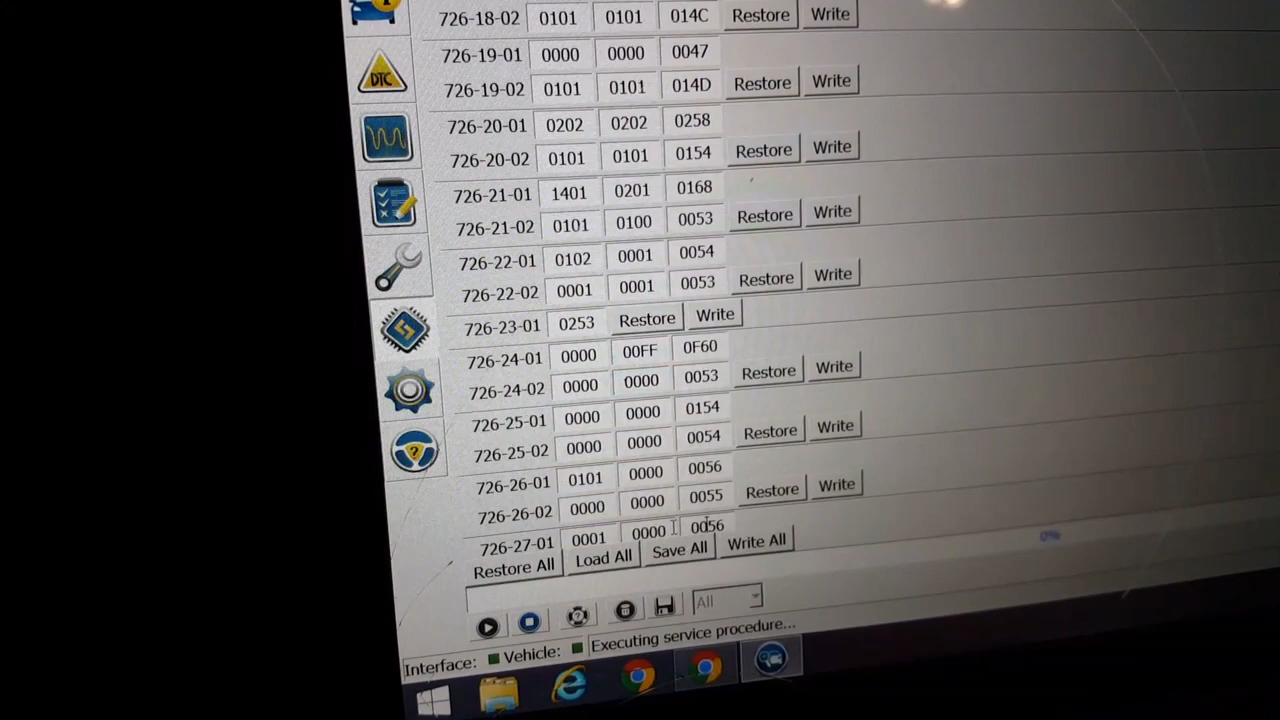 726-18-02 0101 0101 014C Restore Write
726-19-01 0000 0000 0047
726-19-02 0101 0101 014D Restore Write
726-20-01 0202 0202 0258
726-20-02 0101 0101 0154 Restore Write
726-21-01 1401 0201 0168
726-21-02 0101 0100 0053 Restore Write
726-22-01 0102 0001 0054
726-22-02 0001 0001 0053 Restore Write
726-23-01 0253 Restore Write
726-24-01 0000 00FF 0F60
726-24-02 0000 0000 0053 Restore Write
726-25-01 0000 0000 0154
726-25-02 0000 0000 0054 Restore Write
726-26-01 0101 0000 0056
726-26-02 0000 0000 0055 Restore Write
726-27-01 0001 0000 0056
Restore All Load All Save All Write All
0%
All
Interface: Vehicle: Executing service procedure...
DTC
?